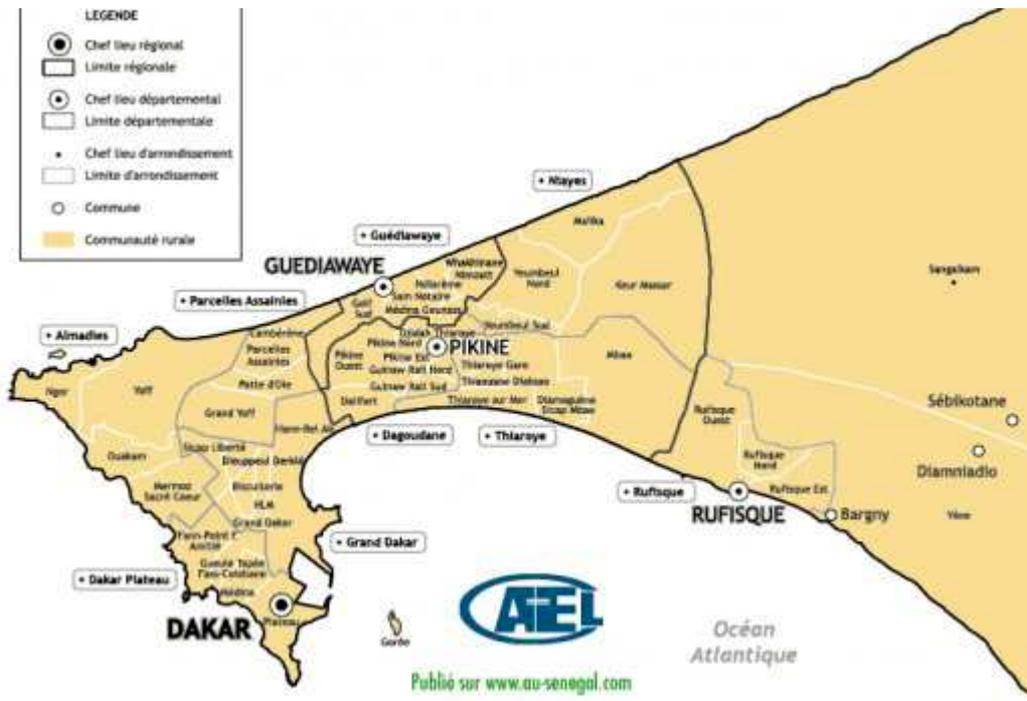 LEGENDE
Chef lieu régional
Limite régionale
Chef lieu départemental
Limite départementale
Chef lieu d'arrondissement
Limite d'arrondissement
Commune
Communauté rurale
+ Niayes
Malika
+ Guédiawaye
GUEDIAWAYE
Whakhinane
Nimzatt
Ndiarème
Sam Notaire
Médina Gounass
Golf
Sud
Yeumbeul
Nord
Keur Massar
Sangalkam
+ Parcelles Assainies
+ Almadies
Cambérène
Parcelles
Assainies
Yeumbeul Sud
Djidah Thiaroye
Pikine Nord
PIKINE
Pikine
Ouest
Pikine Est
Guinaw Rail Nord
Thiaroye Gare
Mbao
Ngor
Yoff
Patte d'Oie
Guinaw Rail Sud
Dalifort
Thiaroye sur Mer
Diamaguène
Sicap Mbao
Rufisque
Ouest
Sébikotane
Grand Yoff
Hann Bel Air
+ Dagoudane
+ Thiaroye
Ouakam
Sicap Liberté
Dieuppeul Derklé
Rufisque
Nord
Diamniadio
Mermoz
Sacré Coeur
Biscuiterie
HLM
+ Rufisque
Rufisque Est
RUFISQUE
Bargny
Yène
Grand Dakar
Fann-Point E
Amitié
+ Grand Dakar
Gueule Tapée
Fass-Colobane
+ Dakar Plateau
Médina
Plateau
DAKAR
Gorée
AEL
Océan
Atlantique
Publié sur www.au-senegal.com